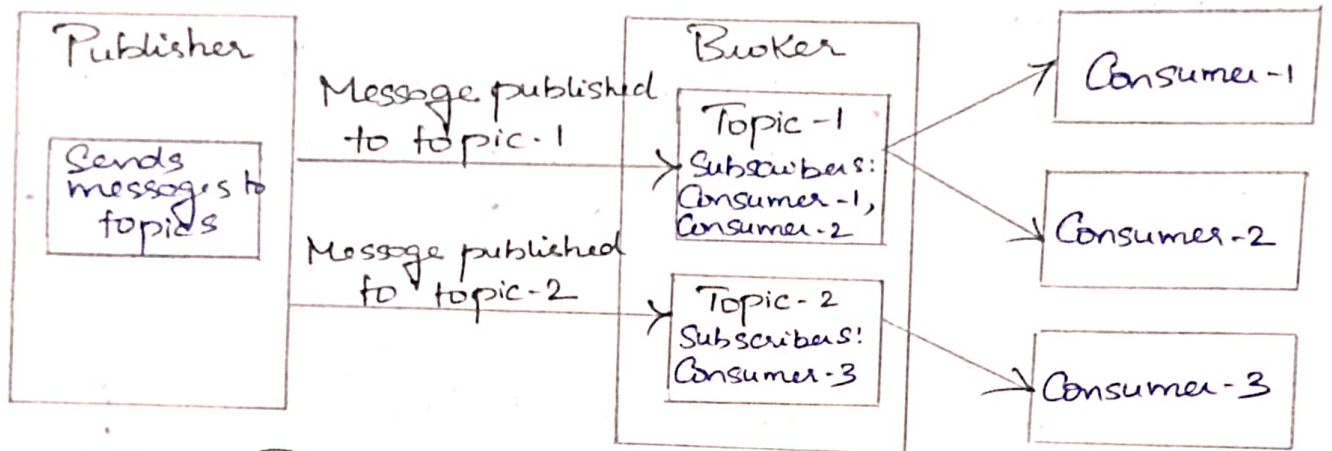 Publisher
Sends
messages to
topics
Message published
to topic-1
Message published
to topic-2
Broker
Topic-1
Subscribers:
Consumer-1,
Consumer-2
Topic-2
Subscribers:
Consumer-3
Consumer-1
Consumer-2
Consumer-3